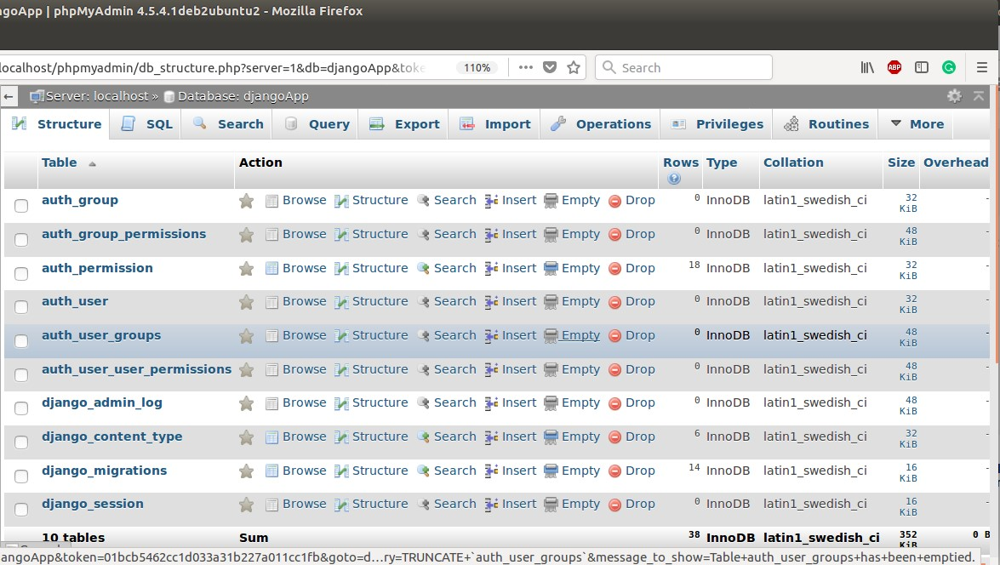 ngoApp | phpMyAdmin 4.5.4.1deb2ubuntu2 - Mozilla Firefox
localhost/phpmyadmin/db_structure.php?server=1&db=djangoApp&toke 110% Search ABP
Server: localhost » Database: djangoApp
Structure SQL Search Query Export Import Operations Privileges Routines More
Table Action Rows Type Collation Size Overhead
auth_group Browse Structure Search Insert Empty Drop 0 InnoDB latin1_swedish_ci 32 KiB -
auth_group_permissions Browse Structure Search Insert Empty Drop 0 InnoDB latin1_swedish_ci 48 KiB -
auth_permission Browse Structure Search Insert Empty Drop 18 InnoDB latin1_swedish_ci 32 KiB -
auth_user Browse Structure Search Insert Empty Drop 0 InnoDB latin1_swedish_ci 32 KiB -
auth_user_groups Browse Structure Search Insert Empty Drop 0 InnoDB latin1_swedish_ci 48 KiB -
auth_user_user_permissions Browse Structure Search Insert Empty Drop 0 InnoDB latin1_swedish_ci 48 KiB -
django_admin_log Browse Structure Search Insert Empty Drop 0 InnoDB latin1_swedish_ci 48 KiB -
django_content_type Browse Structure Search Insert Empty Drop 6 InnoDB latin1_swedish_ci 32 KiB -
django_migrations Browse Structure Search Insert Empty Drop 14 InnoDB latin1_swedish_ci 16 KiB -
django_session Browse Structure Search Insert Empty Drop 0 InnoDB latin1_swedish_ci 16 KiB -
10 tables Sum 38 InnoDB latin1_swedish_ci 352 KiB 0 B
angoApp&token=01bcb5462cc1d033a31b227a011cc1fb&goto=d…ry=TRUNCATE+`auth_user_groups`&message_to_show=Table+auth_user_groups+has+been+emptied.